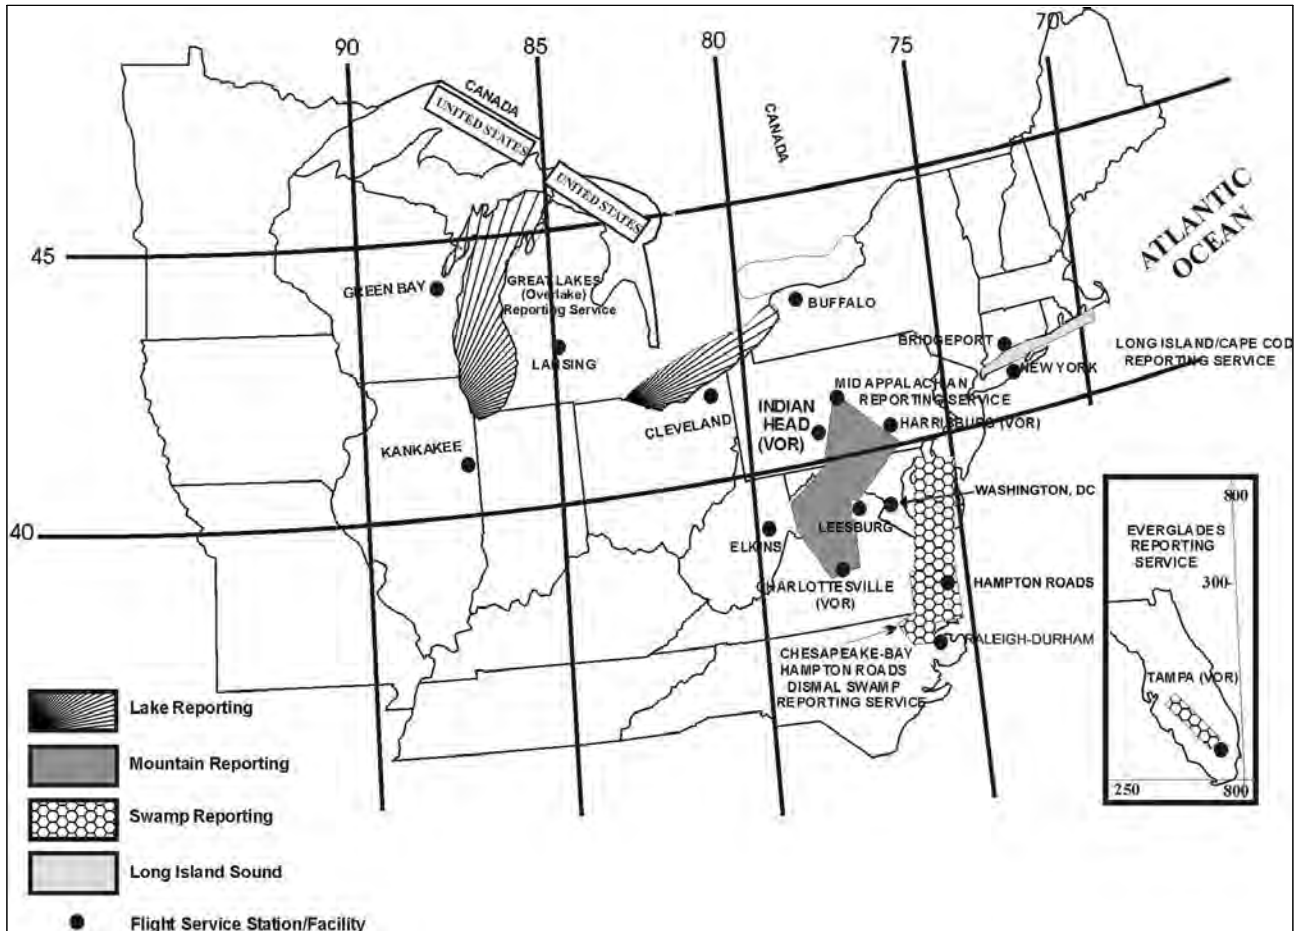 90
85
80
75
70
CANADA
UNITED STATES
CANADA
UNITED STATES
ATLANTIC
OCEAN
45
GREEN BAY
GREAT LAKES
(Overlake)
Reporting Service
LANSING
BUFFALO
BRIDGEPORT
NEW YORK
LONG ISLAND/CAPE COD
REPORTING SERVICE
MID APPALACHIAN
REPORTING SERVICE
INDIAN
HEAD
(VOR)
HARRISBURG (VOR)
CLEVELAND
KANKAKEE
WASHINGTON, DC
LEESBURG
40
ELKINS
CHARLOTTESVILLE
(VOR)
HAMPTON ROADS
RALEIGH-DURHAM
CHESAPEAKE-BAY
HAMPTON ROADS
DISMAL SWAMP
REPORTING SERVICE
800
EVERGLADES
REPORTING
SERVICE
300
TAMPA (VOR)
250
800
Lake Reporting
Mountain Reporting
Swamp Reporting
Long Island Sound
Flight Service Station/Facility